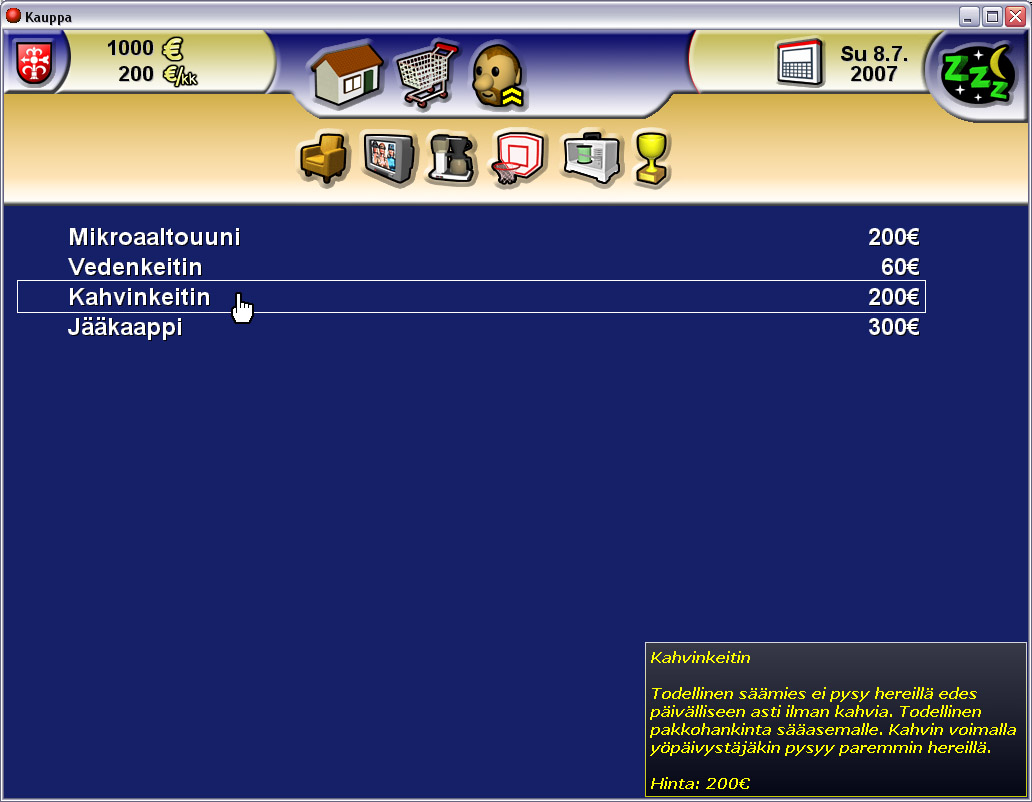 Kauppa
1000 €
200 €/kk
Su 8.7.
2007
ZZZ
Mikroaaltouuni 200€
Vedenkeitin 60€
Kahvinkeitin 200€
Jääkaappi 300€
Kahvinkeitin
Todellinen säämies ei pysy hereillä edes
päivälliseen asti ilman kahvia. Todellinen
pakkohankinta sääasemalle. Kahvin voimalla
yöpäivystäjäkin pysyy paremmin hereillä.
Hinta: 200€